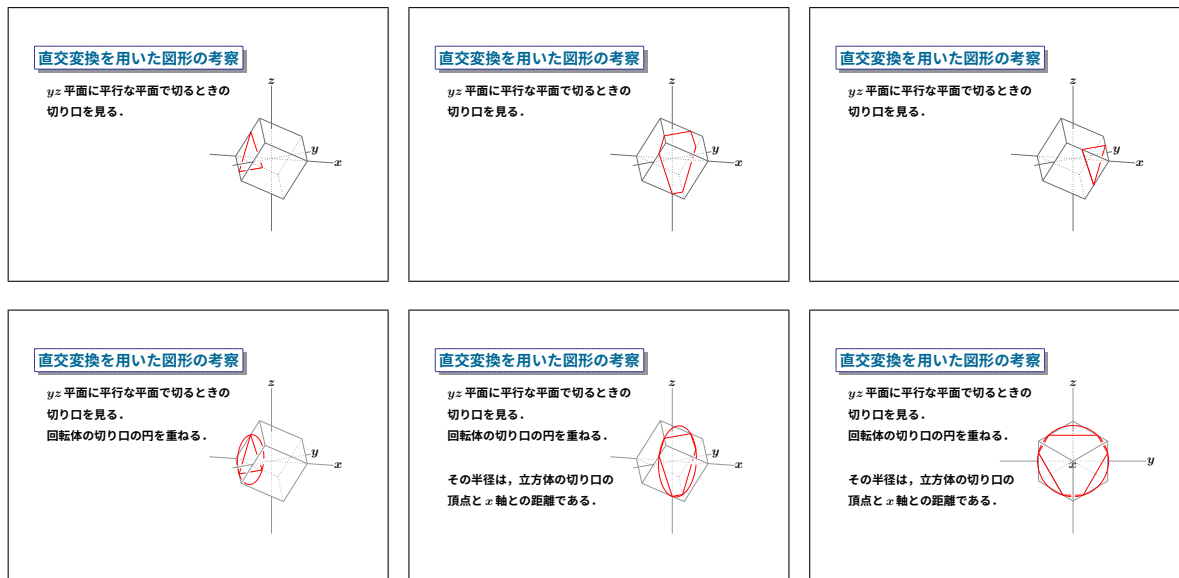 直交変換を用いた図形の考察
yz 平面に平行な平面で切るときの
切り口を見る．
z
y
x
直交変換を用いた図形の考察
yz 平面に平行な平面で切るときの
切り口を見る．
z
y
x
直交変換を用いた図形の考察
yz 平面に平行な平面で切るときの
切り口を見る．
z
y
x
直交変換を用いた図形の考察
yz 平面に平行な平面で切るときの
切り口を見る．
回転体の切り口の円を重ねる．
z
y
x
直交変換を用いた図形の考察
yz 平面に平行な平面で切るときの
切り口を見る．
回転体の切り口の円を重ねる．
その半径は，立方体の切り口の
頂点と x 軸との距離である．
z
y
x
直交変換を用いた図形の考察
yz 平面に平行な平面で切るときの
切り口を見る．
回転体の切り口の円を重ねる．
その半径は，立方体の切り口の
頂点と x 軸との距離である．
z
x
y